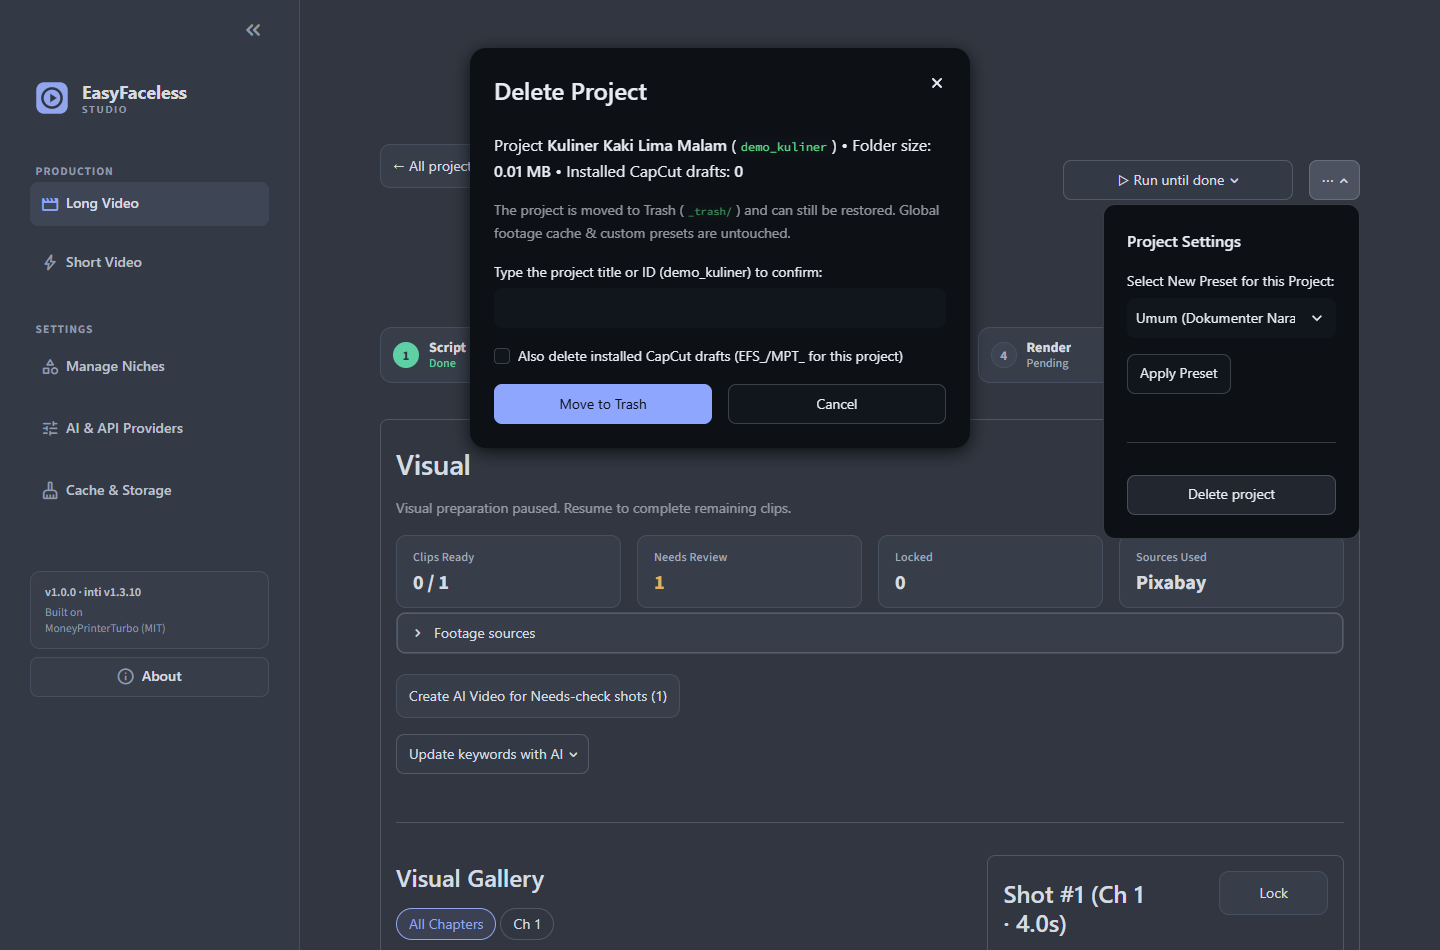 EasyFaceless
STUDIO
PRODUCTION
Long Video
Short Video
SETTINGS
Manage Niches
AI & API Providers
Cache & Storage
v1.0.0 · inti v1.3.10
Built on
MoneyPrinterTurbo (MIT)
About
← All project
Delete Project
Project Kuliner Kaki Lima Malam ( demo_kuliner ) • Folder size:
0.01 MB • Installed CapCut drafts: 0
The project is moved to Trash ( _trash/ ) and can still be restored. Global
footage cache & custom presets are untouched.
Type the project title or ID (demo_kuliner) to confirm:
Also delete installed CapCut drafts (EFS_/MPT_ for this project)
Move to Trash
Cancel
Run until done
...
Project Settings
Select New Preset for this Project:
Umum (Dokumenter Nara
Apply Preset
Delete project
1
Script
Done
4
Render
Pending
Visual
Visual preparation paused. Resume to complete remaining clips.
Clips Ready
0 / 1
Needs Review
1
Locked
0
Sources Used
Pixabay
Footage sources
Create AI Video for Needs-check shots (1)
Update keywords with AI
Visual Gallery
All Chapters
Ch 1
Shot #1 (Ch 1
· 4.0s)
Lock